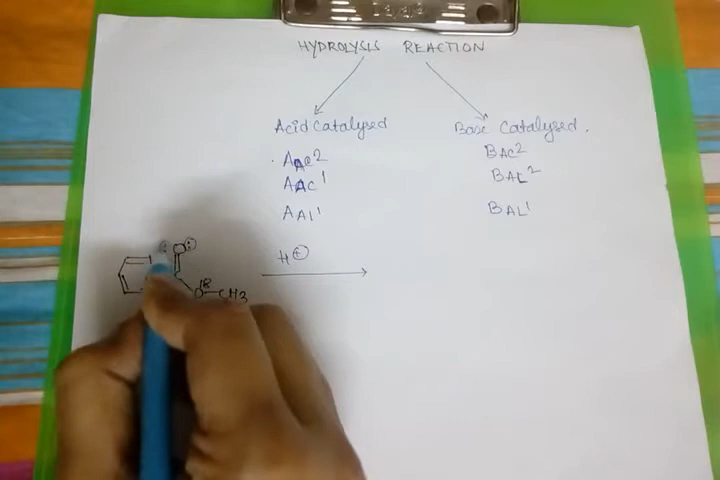 HYDROLYSIS REACTION
Acid Catalysed Base Catalysed.
AAC2 BAC2
AAC1 BAL2
AAL1 BAL1
H⊕
O
O-CH3